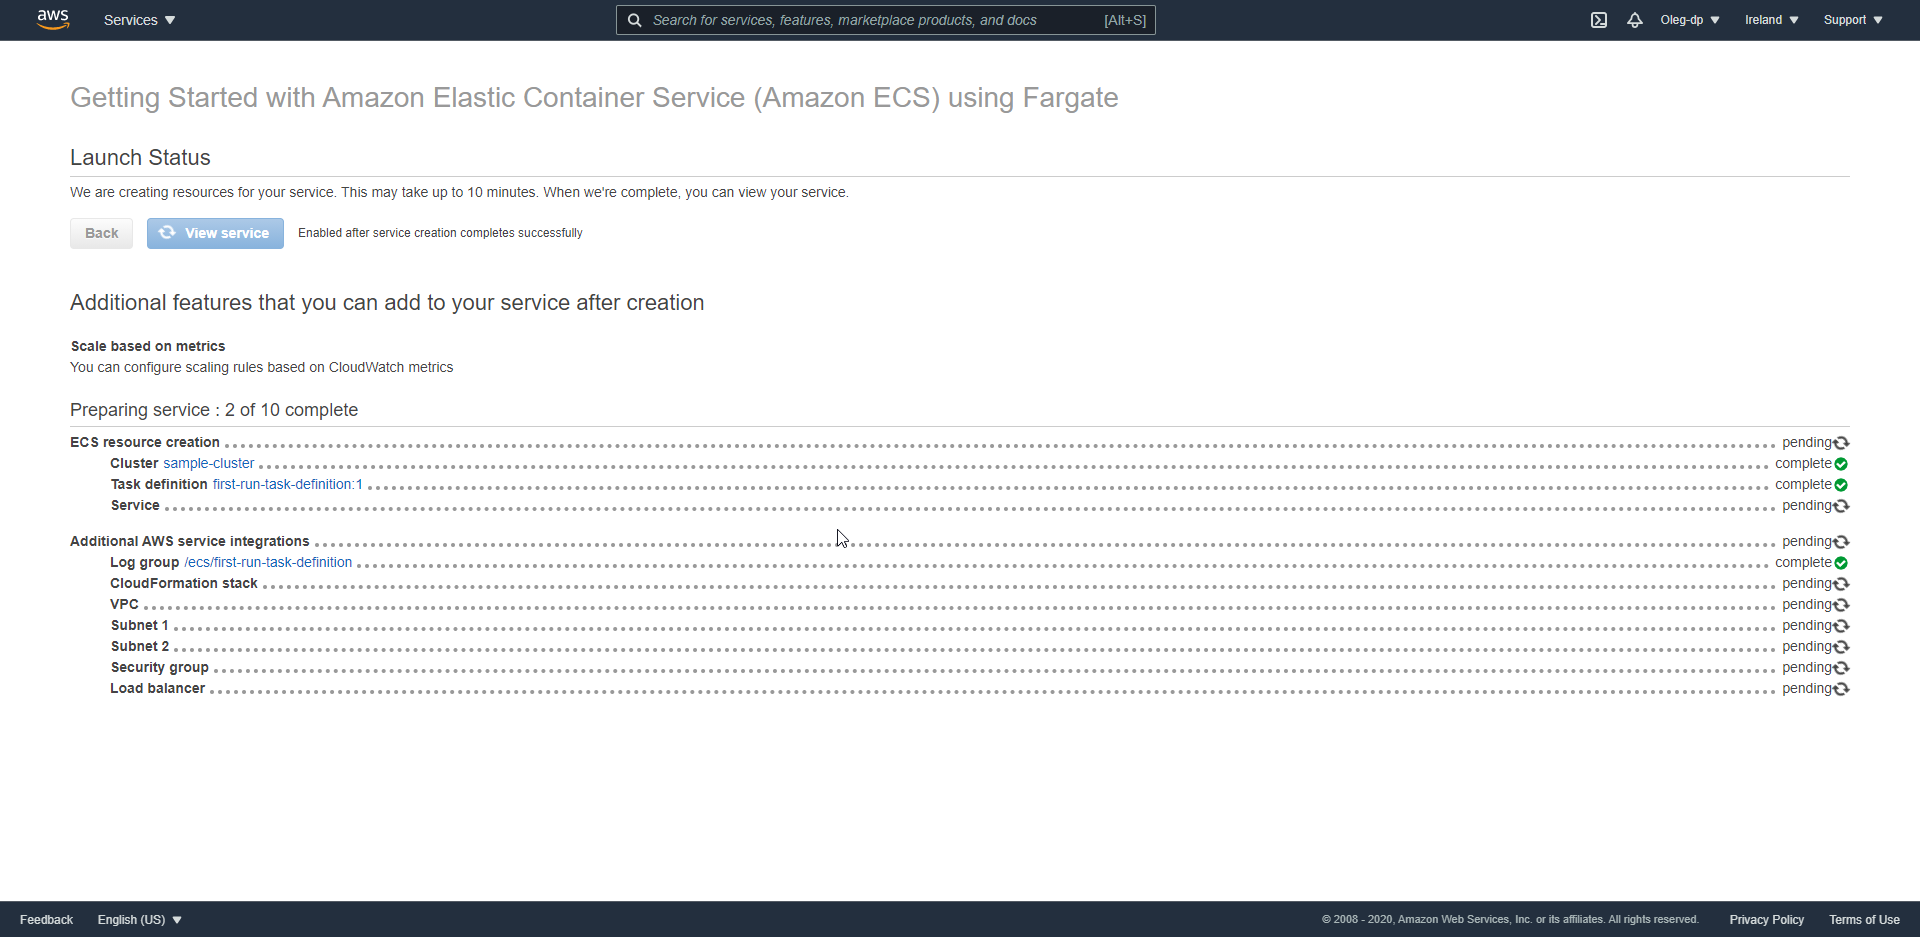 aws Services Search for services, features, marketplace products, and docs [Alt+S] Oleg-dp Ireland Support
Getting Started with Amazon Elastic Container Service (Amazon ECS) using Fargate
Launch Status
We are creating resources for your service. This may take up to 10 minutes. When we're complete, you can view your service.
Back View service Enabled after service creation completes successfully
Additional features that you can add to your service after creation
Scale based on metrics
You can configure scaling rules based on CloudWatch metrics
Preparing service : 2 of 10 complete
ECS resource creation pending
Cluster sample-cluster complete
Task definition first-run-task-definition:1 complete
Service pending
Additional AWS service integrations pending
Log group /ecs/first-run-task-definition complete
CloudFormation stack pending
VPC pending
Subnet 1 pending
Subnet 2 pending
Security group pending
Load balancer pending
Feedback English (US) © 2008 - 2020, Amazon Web Services, Inc. or its affiliates. All rights reserved. Privacy Policy Terms of Use